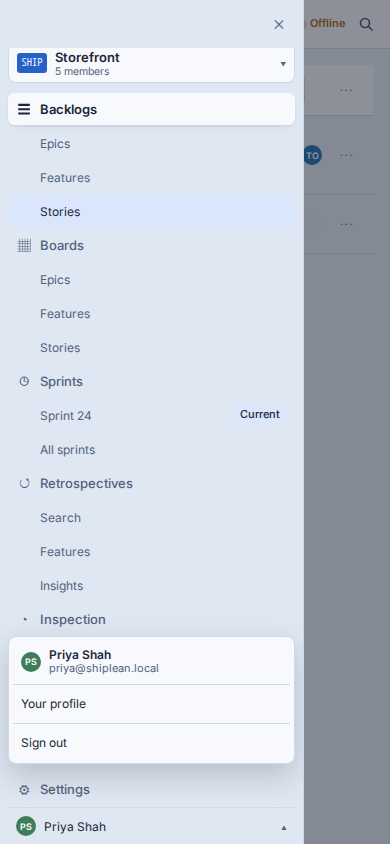 Offline
SHIP
Storefront
5 members
Backlogs
Epics
Features
Stories
TO
Boards
Epics
Features
Stories
Sprints
Sprint 24
Current
All sprints
Retrospectives
Search
Features
Insights
Inspection
PS
Priya Shah
priya@shiplean.local
Your profile
Sign out
Settings
PS
Priya Shah